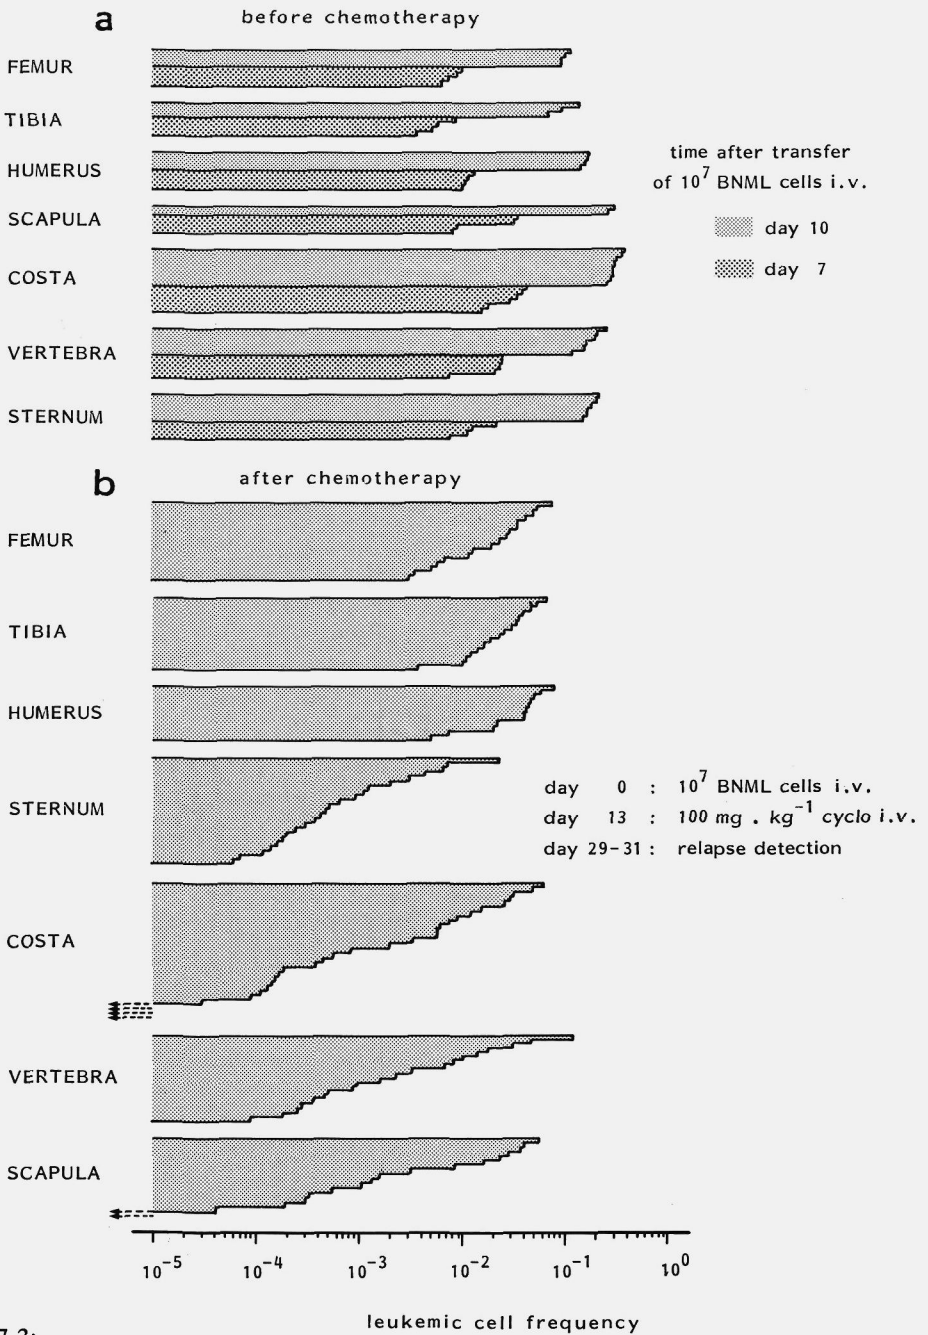 a before chemotherapy
FEMUR
TIBIA
HUMERUS
SCAPULA
COSTA
VERTEBRA
STERNUM
time after transfer
of 10⁷ BNML cells i.v.
day 10
day 7
b after chemotherapy
FEMUR
TIBIA
HUMERUS
STERNUM
COSTA
VERTEBRA
SCAPULA
day 0 : 10⁷ BNML cells i.v.
day 13 : 100 mg . kg⁻¹ cyclo i.v.
day 29-31 : relapse detection
10⁻⁵ 10⁻⁴ 10⁻³ 10⁻² 10⁻¹ 10⁰
leukemic cell frequency